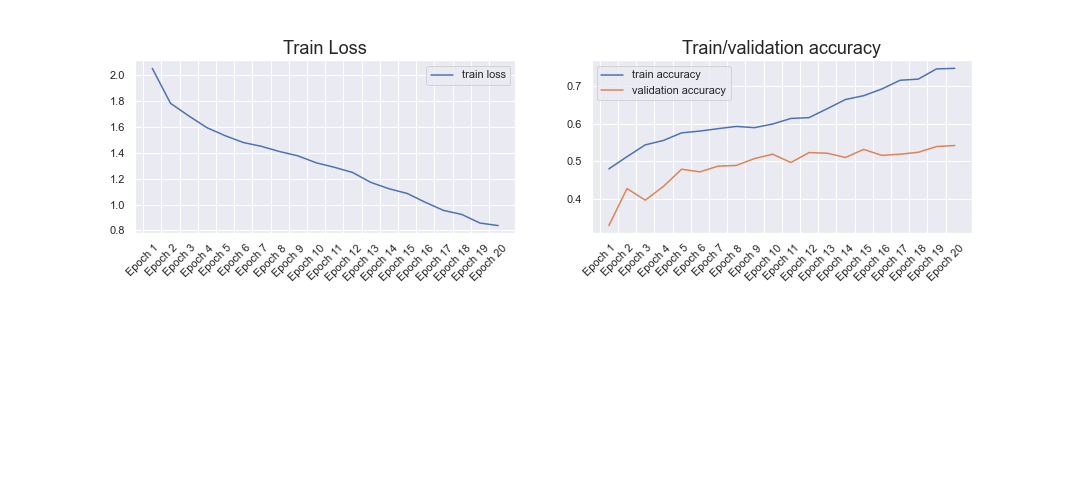 Train Loss
train loss
2.0
1.8
1.6
1.4
1.2
1.0
0.8
Epoch 1
Epoch 2
Epoch 3
Epoch 4
Epoch 5
Epoch 6
Epoch 7
Epoch 8
Epoch 9
Epoch 10
Epoch 11
Epoch 12
Epoch 13
Epoch 14
Epoch 15
Epoch 16
Epoch 17
Epoch 18
Epoch 19
Epoch 20
Train/validation accuracy
train accuracy
validation accuracy
0.7
0.6
0.5
0.4
Epoch 1
Epoch 2
Epoch 3
Epoch 4
Epoch 5
Epoch 6
Epoch 7
Epoch 8
Epoch 9
Epoch 10
Epoch 11
Epoch 12
Epoch 13
Epoch 14
Epoch 15
Epoch 16
Epoch 17
Epoch 18
Epoch 19
Epoch 20